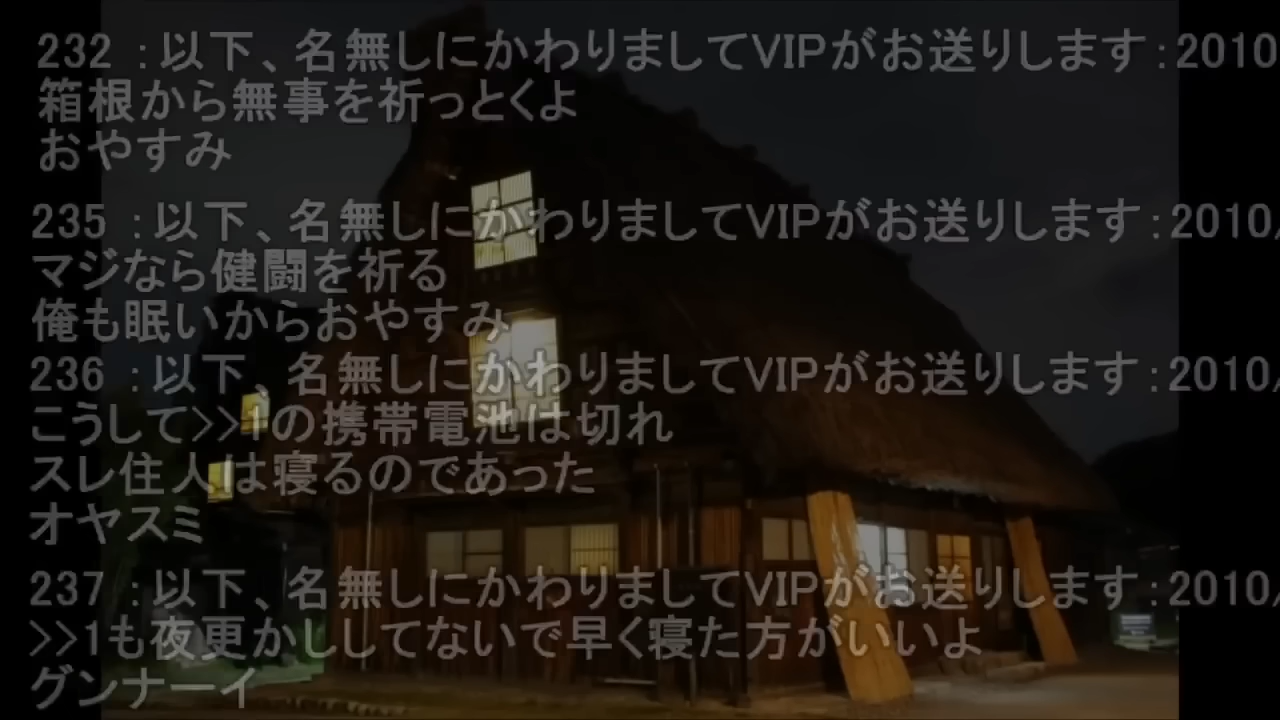 232 ：以下、名無しにかわりましてVIPがお送りします：2010
箱根から無事を祈っとくよ
おやすみ
235 ：以下、名無しにかわりましてVIPがお送りします：2010/
マジなら健闘を祈る
俺も眠いからおやすみ
236 ：以下、名無しにかわりましてVIPがお送りします：2010/
こうして>>1の携帯電池は切れ
スレ住人は寝るのであった
オヤスミ
237 ：以下、名無しにかわりましてVIPがお送りします：2010/
>>1も夜更かししてないで早く寝た方がいいよ
グンナーイ